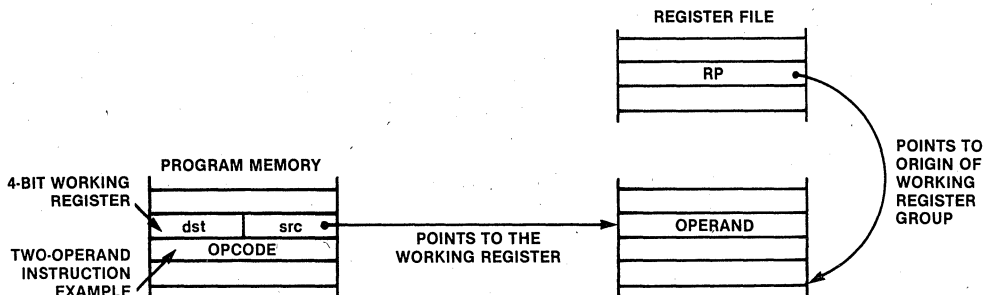 REGISTER FILE
RP
POINTS TO
ORIGIN OF
WORKING
REGISTER
GROUP
PROGRAM MEMORY
4-BIT WORKING
REGISTER
dst
src
OPCODE
TWO-OPERAND
INSTRUCTION
EXAMPLE
POINTS TO THE
WORKING REGISTER
OPERAND